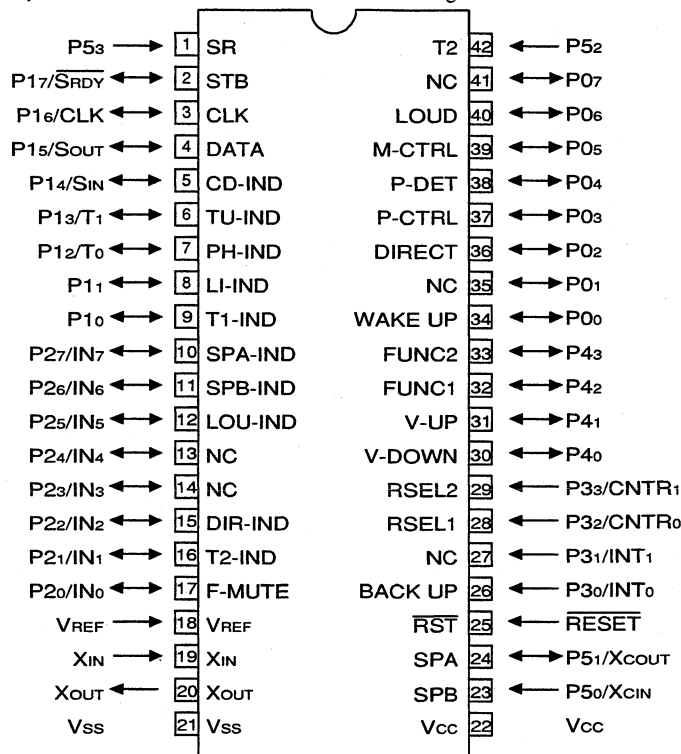 P53 1 SR T2 42 P52
P17/SRDY 2 STB NC 41 P07
P16/CLK 3 CLK LOUD 40 P06
P15/SOUT 4 DATA M-CTRL 39 P05
P14/SIN 5 CD-IND P-DET 38 P04
P13/T1 6 TU-IND P-CTRL 37 P03
P12/T0 7 PH-IND DIRECT 36 P02
P11 8 LI-IND NC 35 P01
P10 9 T1-IND WAKE UP 34 P00
P27/IN7 10 SPA-IND FUNC2 33 P43
P26/IN6 11 SPB-IND FUNC1 32 P42
P25/IN5 12 LOU-IND V-UP 31 P41
P24/IN4 13 NC V-DOWN 30 P40
P23/IN3 14 NC RSEL2 29 P33/CNTR1
P22/IN2 15 DIR-IND RSEL1 28 P32/CNTR0
P21/IN1 16 T2-IND NC 27 P31/INT1
P20/IN0 17 F-MUTE BACK UP 26 P30/INT0
VREF 18 VREF RST 25 RESET
XIN 19 XIN SPA 24 P51/XCOUT
XOUT 20 XOUT SPB 23 P50/XCIN
Vss 21 Vss Vcc 22 Vcc